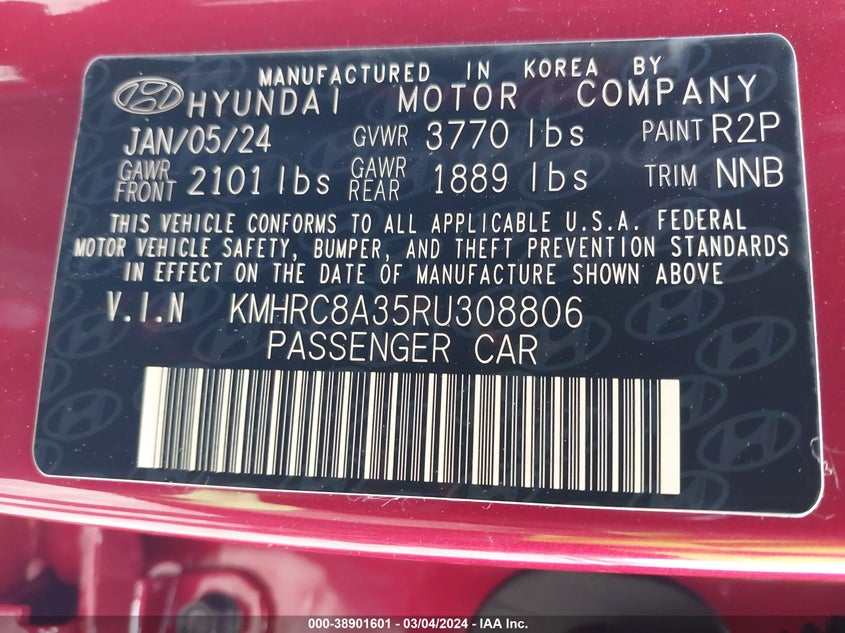 MANUFACTURED IN KOREA BY
HYUNDAI MOTOR COMPANY
JAN/05/24 GVWR 3770 lbs PAINT R2P
GAWR FRONT 2101 lbs GAWR REAR 1889 lbs TRIM NNB
THIS VEHICLE CONFORMS TO ALL APPLICABLE U.S.A. FEDERAL
MOTOR VEHICLE SAFETY, BUMPER, AND THEFT PREVENTION STANDARDS
IN EFFECT ON THE DATE OF MANUFACTURE SHOWN ABOVE
V.I.N KMHRC8A35RU308806
PASSENGER CAR
000-38901601 - 03/04/2024 - IAA Inc.